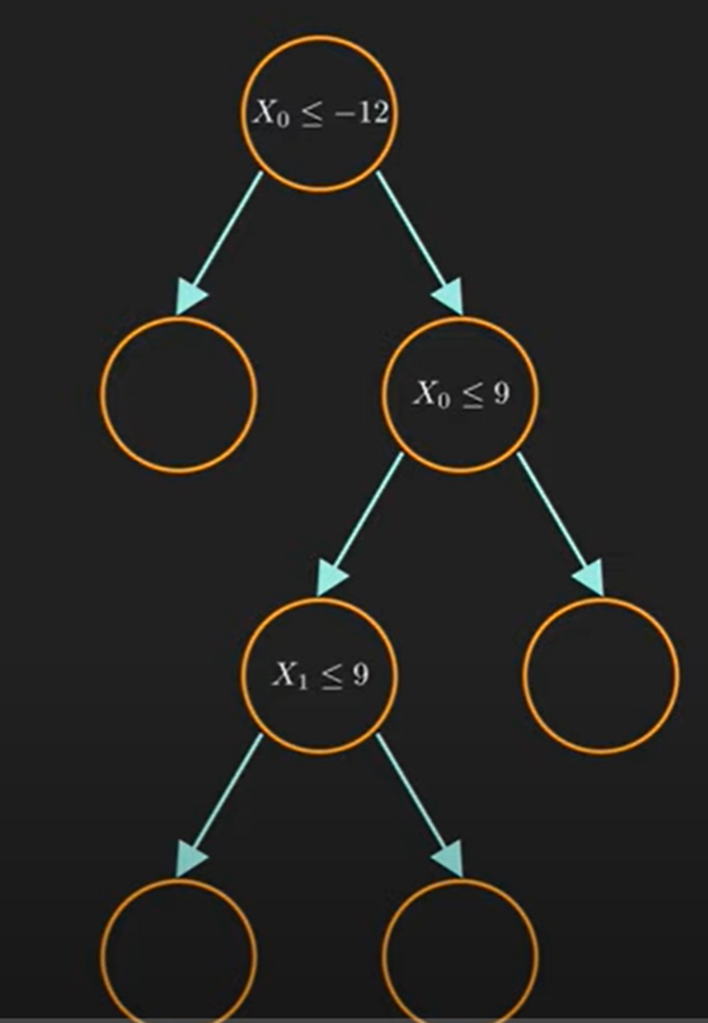 X₀ ≤ −12
X₀ ≤ 9
X₁ ≤ 9